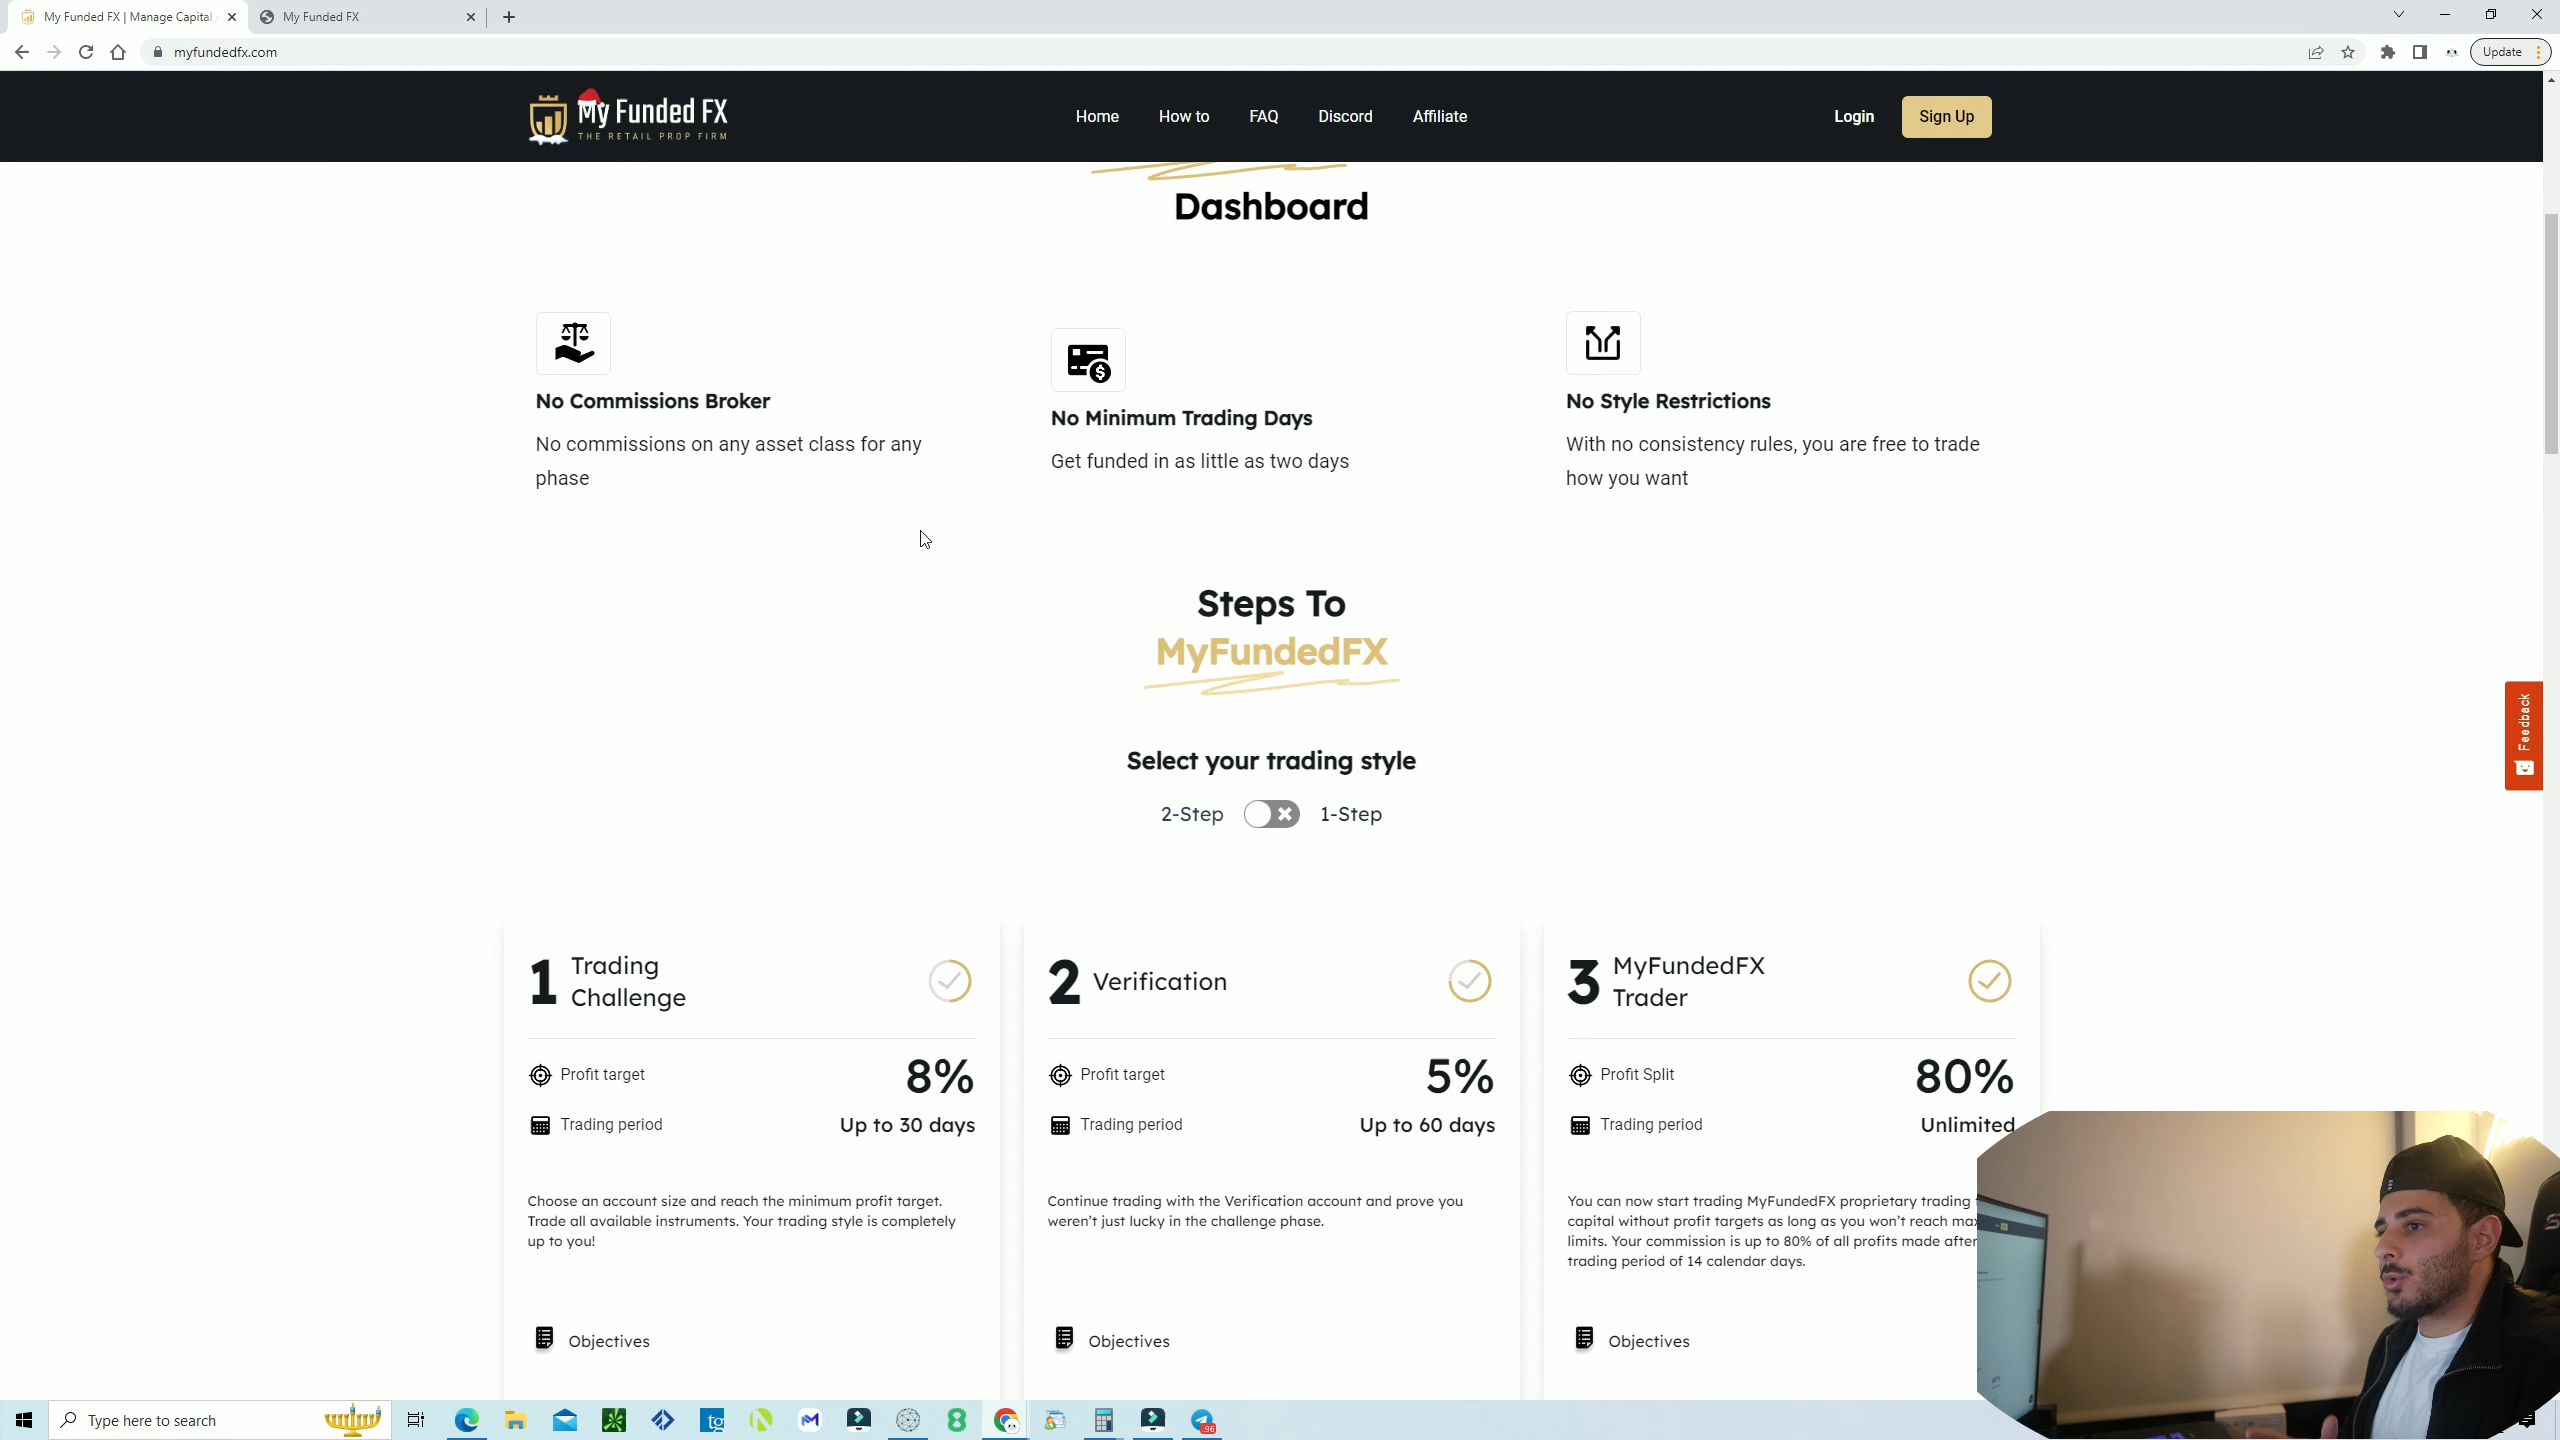 My Funded FX | Manage Capital
My Funded FX
myfundedfx.com
Update
My Funded FX
THE RETAIL PROP FIRM
Home
How to
FAQ
Discord
Affiliate
Login
Sign Up
Dashboard
No Commissions Broker
No commissions on any asset class for any
phase
No Minimum Trading Days
Get funded in as little as two days
No Style Restrictions
With no consistency rules, you are free to trade
how you want
Steps To
MyFundedFX
Select your trading style
2-Step
1-Step
Feedback
1 Trading
Challenge
Profit target 8%
Trading period Up to 30 days
Choose an account size and reach the minimum profit target.
Trade all available instruments. Your trading style is completely
up to you!
Objectives
2 Verification
Profit target 5%
Trading period Up to 60 days
Continue trading with the Verification account and prove you
weren't just lucky in the challenge phase.
Objectives
3 MyFundedFX
Trader
Profit Split 80%
Trading period Unlimited
You can now start trading MyFundedFX proprietary trading
capital without profit targets as long as you won't reach max
limits. Your commission is up to 80% of all profits made after
trading period of 14 calendar days.
Objectives
Type here to search
tg
96